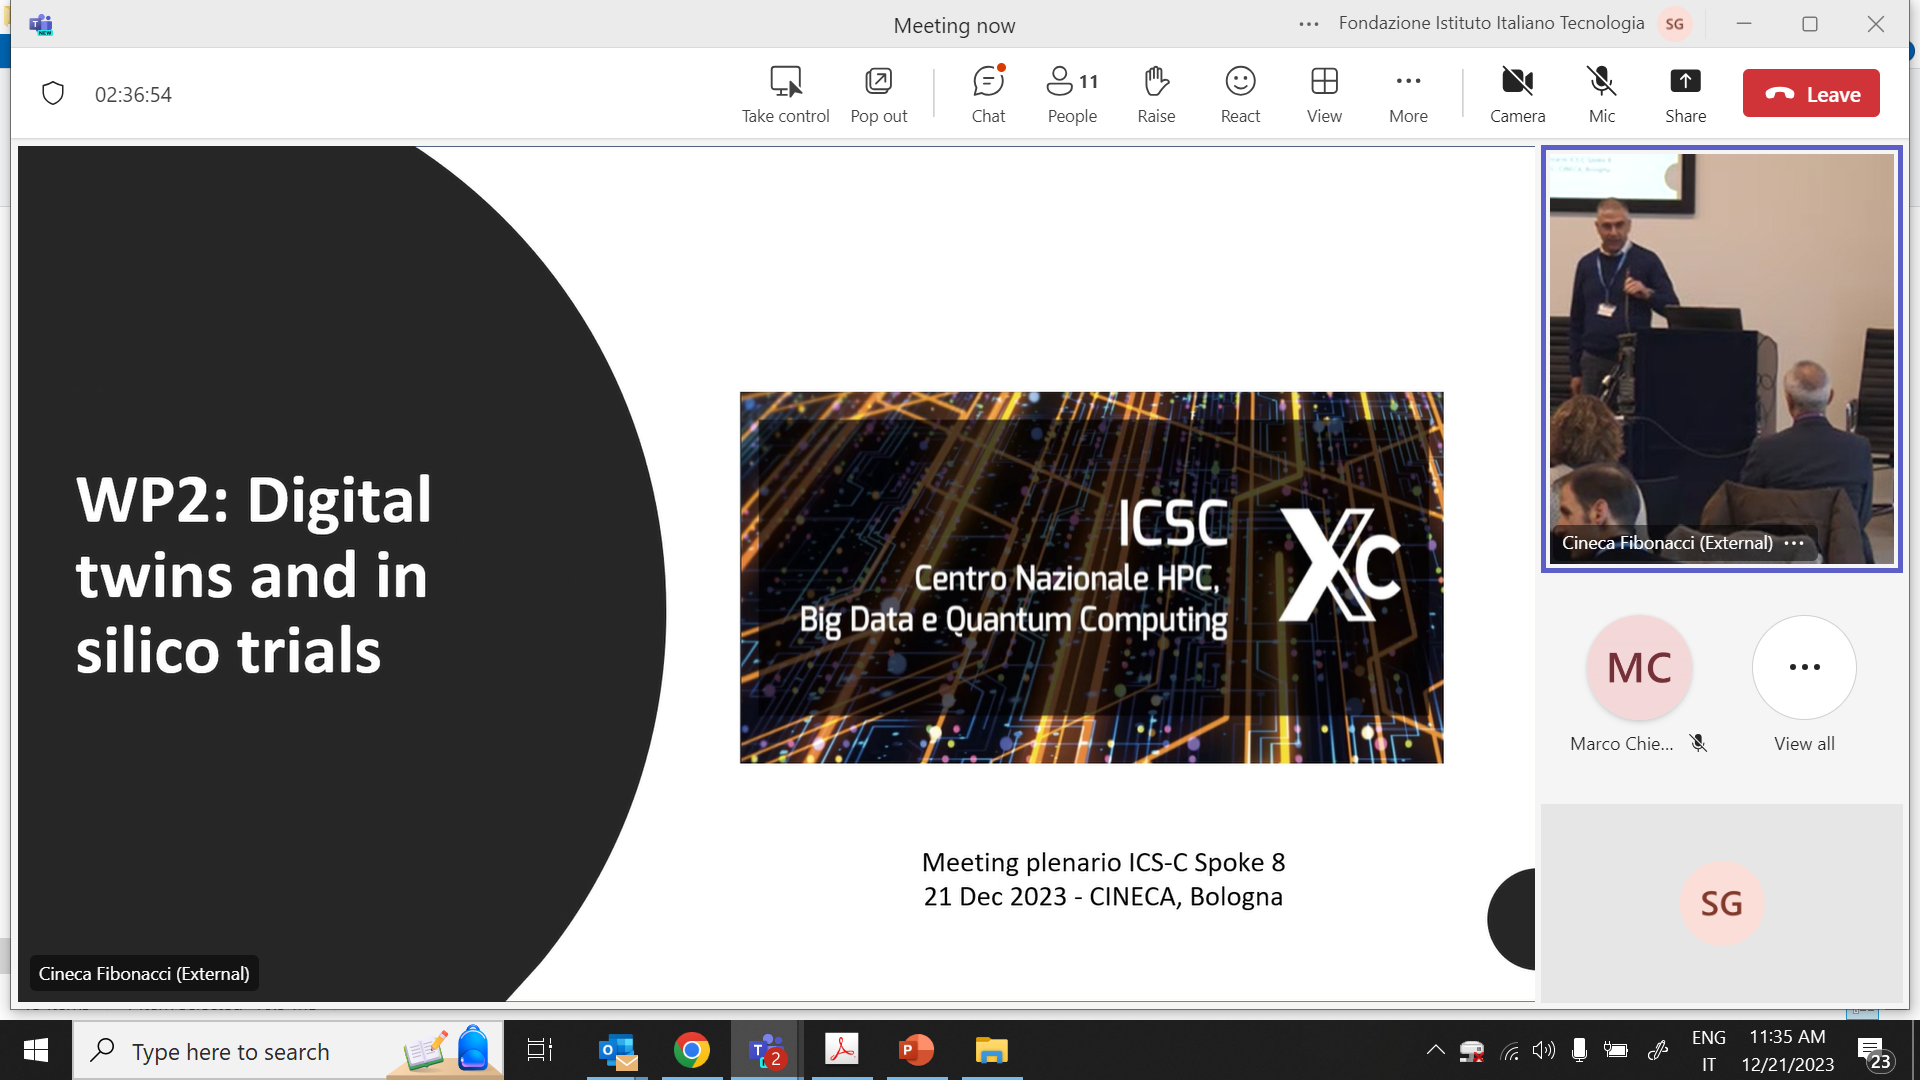 Meeting now
Fondazione Istituto Italiano Tecnologia
SG
02:36:54
Take control
Pop out
Chat
11
People
Raise
React
View
More
Camera
Mic
Share
Leave
WP2: Digital
twins and in
silico trials
ICSC
Centro Nazionale HPC,
Big Data e Quantum Computing
Meeting plenario ICS-C Spoke 8
21 Dec 2023 - CINECA, Bologna
Cineca Fibonacci (External)
Cineca Fibonacci (External)
MC
Marco Chie...
View all
SG
Type here to search
2
ENG
IT
11:35 AM
12/21/2023
23